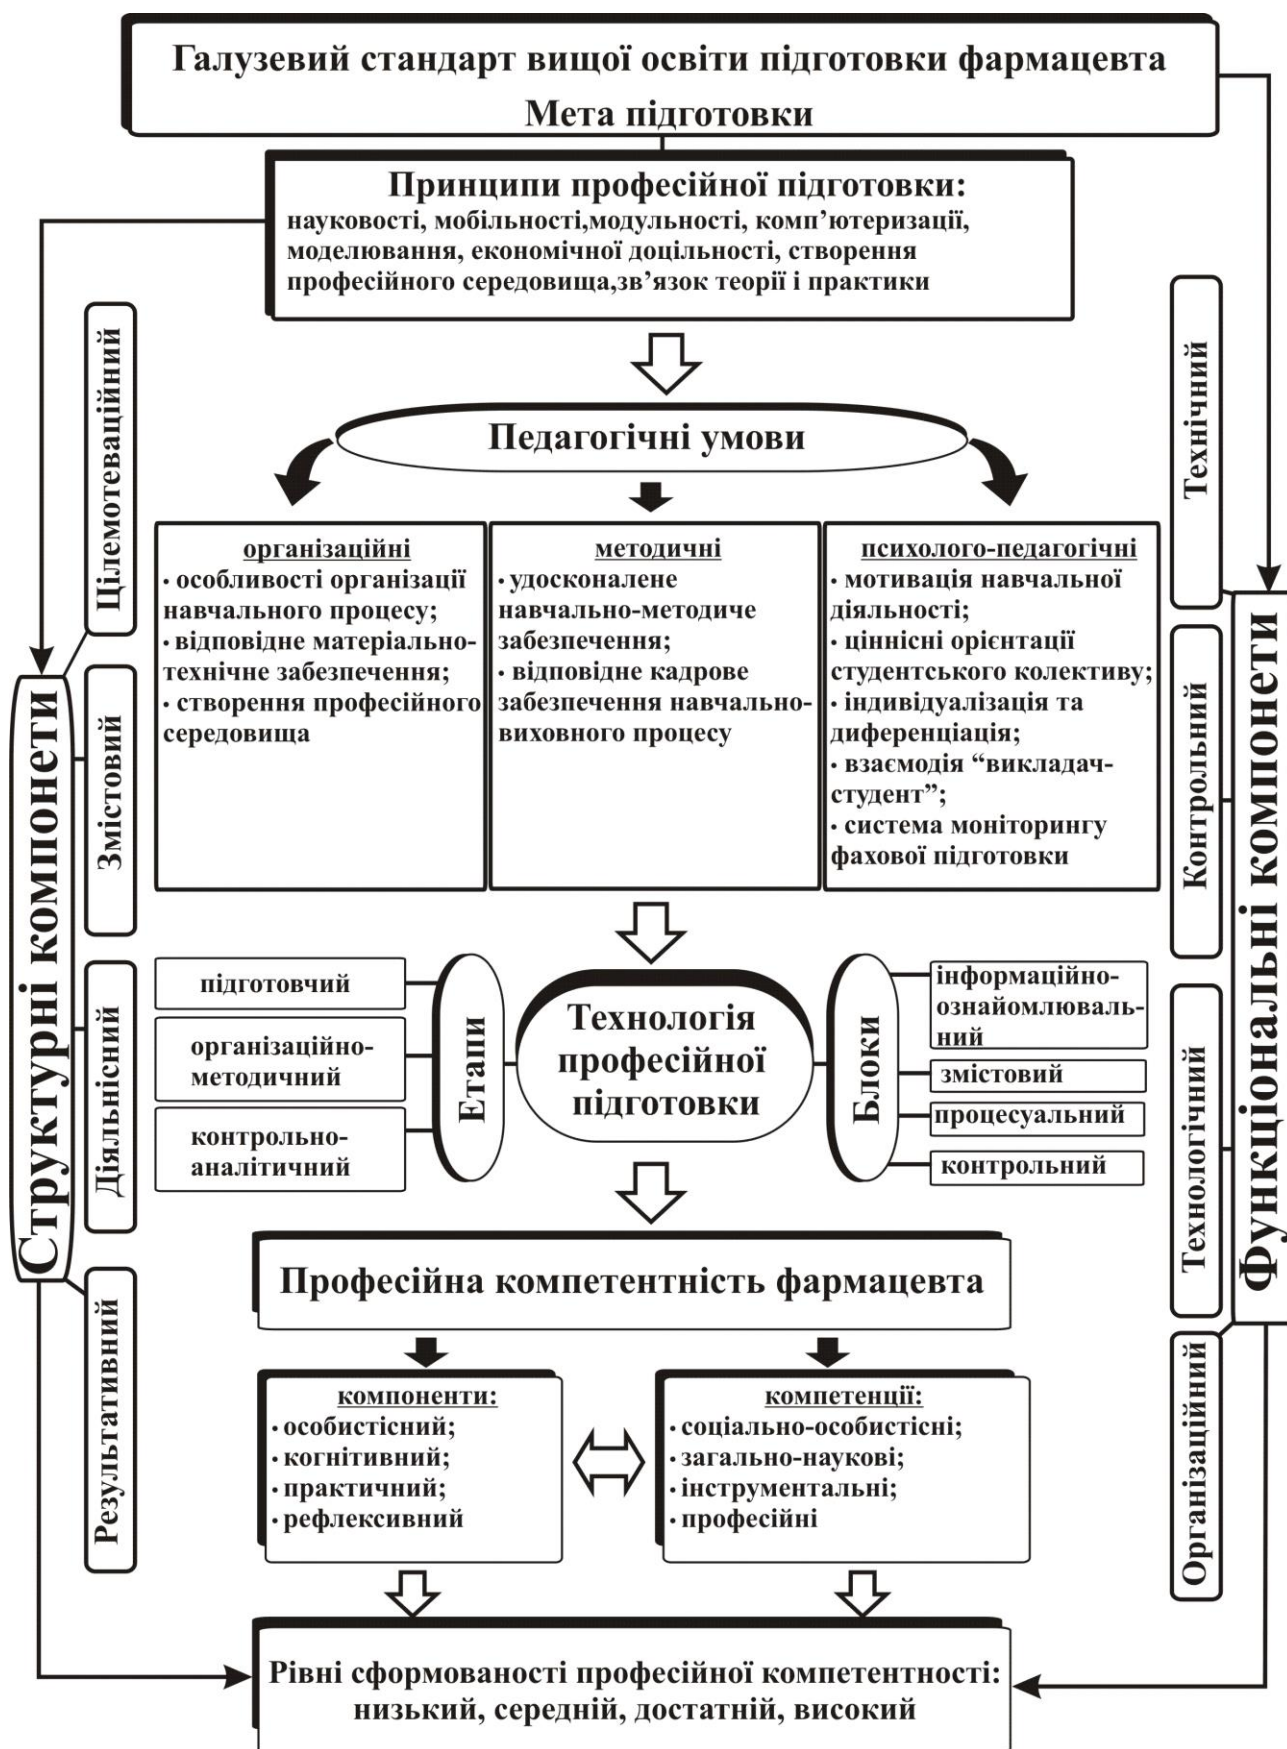 Галузевий стандарт вищої освіти підготовки фармацевта
Мета підготовки
Принципи професійної підготовки:
науковості, мобільності,модульності, комп’ютеризації,
моделювання, економічної доцільності, створення
професійного середовища,зв’язок теорії і практики
Структурні компонети
Цілемотеваційний
Змістовий
Діяльнісний
Результативний
Педагогічні умови
організаційні
· особливості організації
навчального процесу;
· відповідне матеріально-
технічне забезпечення;
· створення професійного
середовища
методичні
· удосконалене
навчально-методиче
забезпечення;
· відповідне кадрове
забезпечення навчально-
виховного процесу
психолого-педагогічні
· мотивація навчальної
діяльності;
· ціннісні орієнтації
студентського колективу;
· індивідуалізація та
диференціація;
· взаємодія “викладач-
студент”;
· система моніторингу
фахової підготовки
Функціональні компонети
Технічний
Контрольний
Технологічний
Організаційний
підготовчий
організаційно-
методичний
контрольно-
аналітичний
Етапи
Технологія
професійної
підготовки
Блоки
інформаційно-
ознайомлюваль-
ний
змістовий
процесуальний
контрольний
Професійна компетентність фармацевта
компоненти:
· особистісний;
· когнітивний;
· практичний;
· рефлексивний
компетенції:
· соціально-особистісні;
· загально-наукові;
· інструментальні;
· професійні
Рівні сформованості професійної компетентності:
низький, середній, достатній, високий